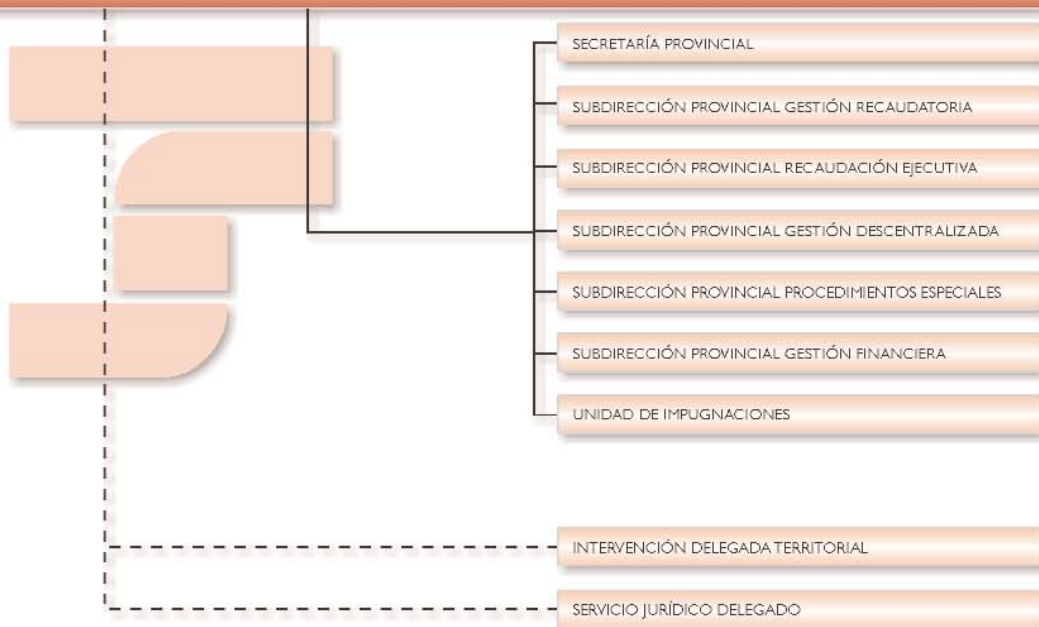 SECRETARÍA PROVINCIAL
SUBDIRECCIÓN PROVINCIAL GESTIÓN RECAUDATORIA
SUBDIRECCIÓN PROVINCIAL RECAUDACIÓN EJECUTIVA
SUBDIRECCIÓN PROVINCIAL GESTIÓN DESCENTRALIZADA
SUBDIRECCIÓN PROVINCIAL PROCEDIMIENTOS ESPECIALES
SUBDIRECCIÓN PROVINCIAL GESTIÓN FINANCIERA
UNIDAD DE IMPUGNACIONES
INTERVENCIÓN DELEGADA TERRITORIAL
SERVICIO JURÍDICO DELEGADO